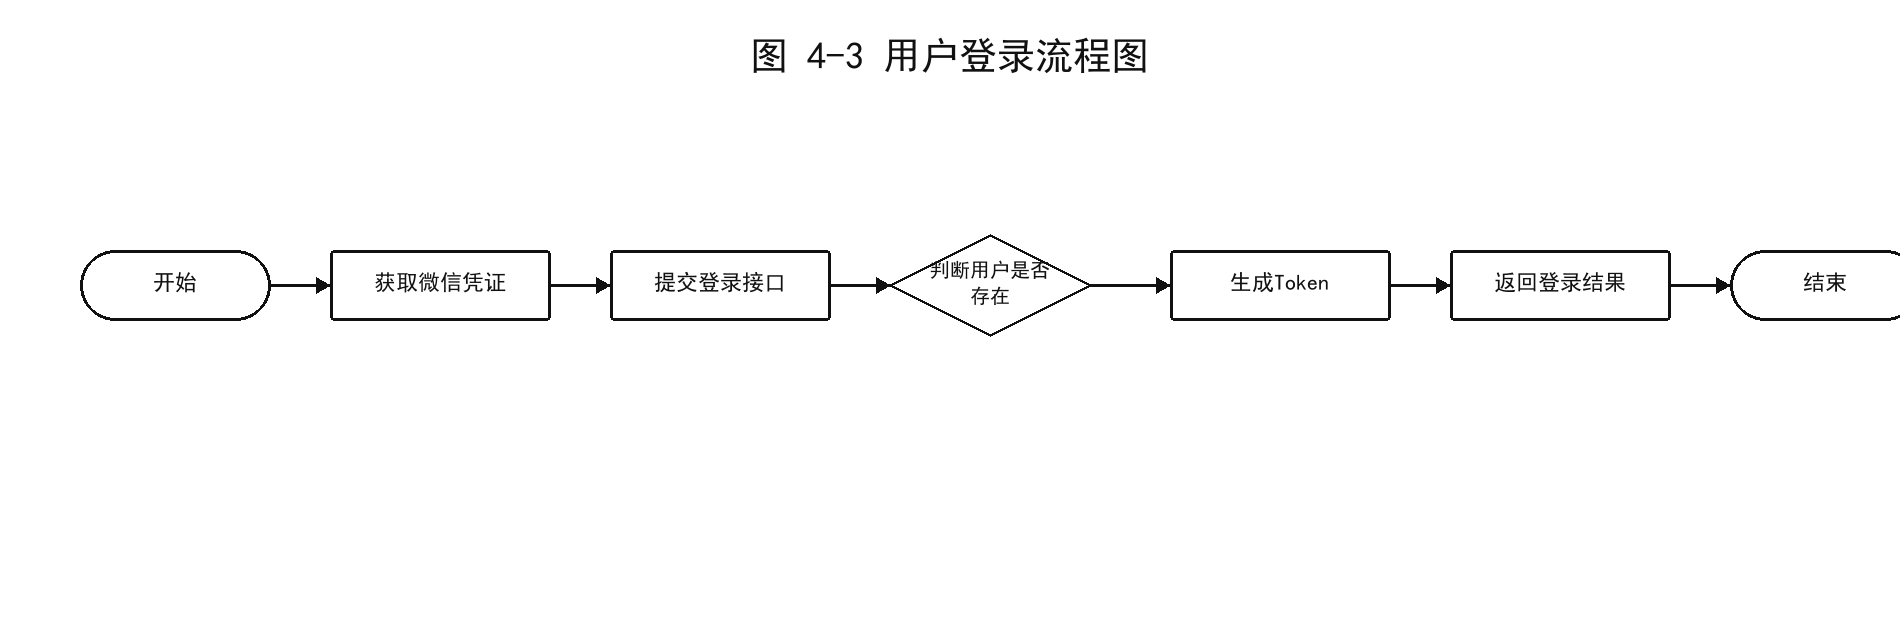 图 4-3 用户登录流程图
开始
获取微信凭证
提交登录接口
判断用户是否
存在
生成Token
返回登录结果
结束